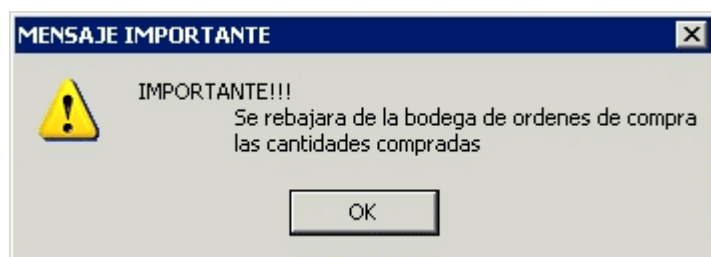 MENSAJE IMPORTANTE
IMPORTANTE!!!
Se rebajara de la bodega de ordenes de compra
las cantidades compradas
OK